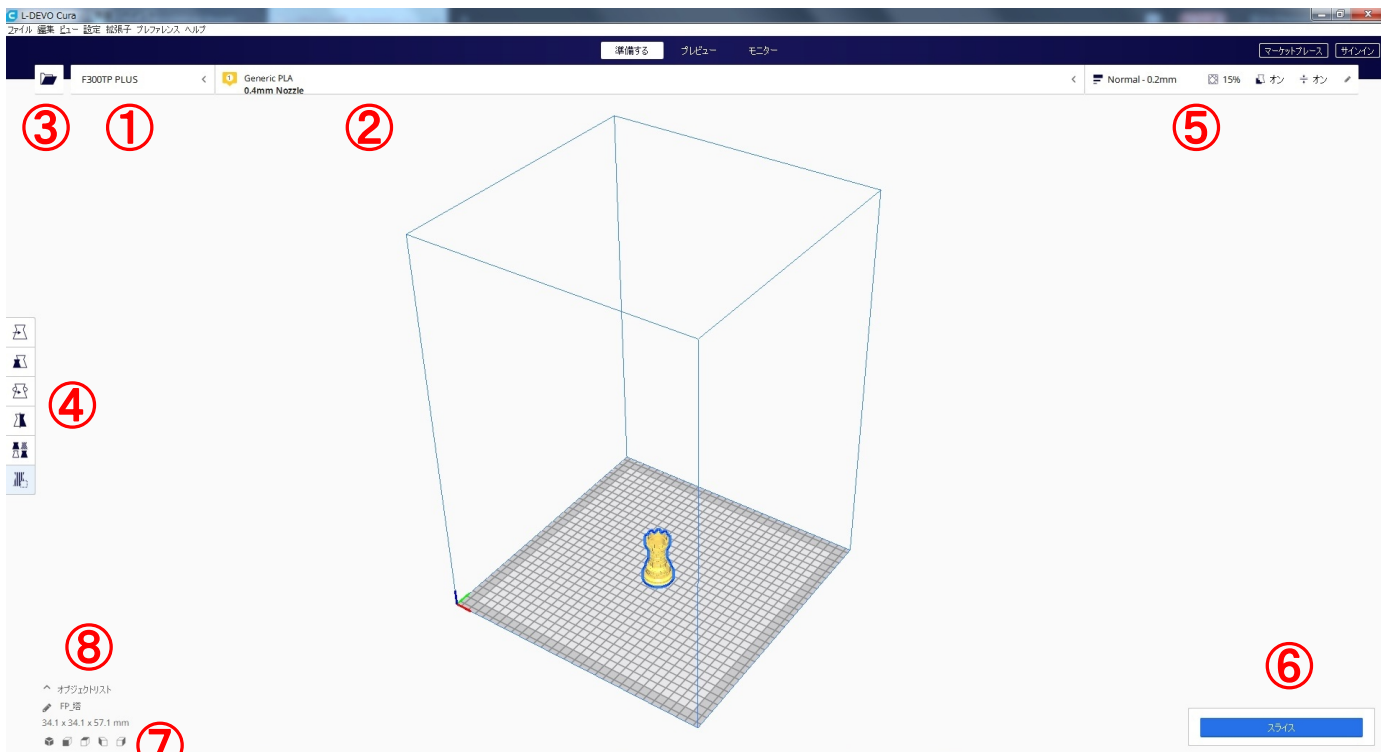 L-DEVO Cura
ファイル 編集 ビュー 設定 拡張子 プレファレンス ヘルプ
準備する プレビュー モニター マーケットプレース サインイン
F300TP PLUS 1 Generic PLA Normal - 0.2mm 15% オン オン
0.4mm Nozzle
③ ① ② ⑤
④
⑧
⑥
オブジェクトリスト
FP_塔
34.1 x 34.1 x 57.1 mm
スライス
⑦